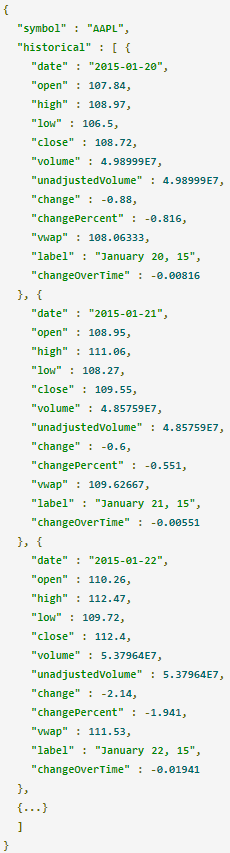 {
"symbol" : "AAPL",
"historical" : [ {
"date" : "2015-01-20",
"open" : 107.84,
"high" : 108.97,
"low" : 106.5,
"close" : 108.72,
"volume" : 4.98999E7,
"unadjustedVolume" : 4.98999E7,
"change" : -0.88,
"changePercent" : -0.816,
"vwap" : 108.06333,
"label" : "January 20, 15",
"changeOverTime" : -0.00816
}, {
"date" : "2015-01-21",
"open" : 108.95,
"high" : 111.06,
"low" : 108.27,
"close" : 109.55,
"volume" : 4.85759E7,
"unadjustedVolume" : 4.85759E7,
"change" : -0.6,
"changePercent" : -0.551,
"vwap" : 109.62667,
"label" : "January 21, 15",
"changeOverTime" : -0.00551
}, {
"date" : "2015-01-22",
"open" : 110.26,
"high" : 112.47,
"low" : 109.72,
"close" : 112.4,
"volume" : 5.37964E7,
"unadjustedVolume" : 5.37964E7,
"change" : -2.14,
"changePercent" : -1.941,
"vwap" : 111.53,
"label" : "January 22, 15",
"changeOverTime" : -0.01941
},
{...}
]
}